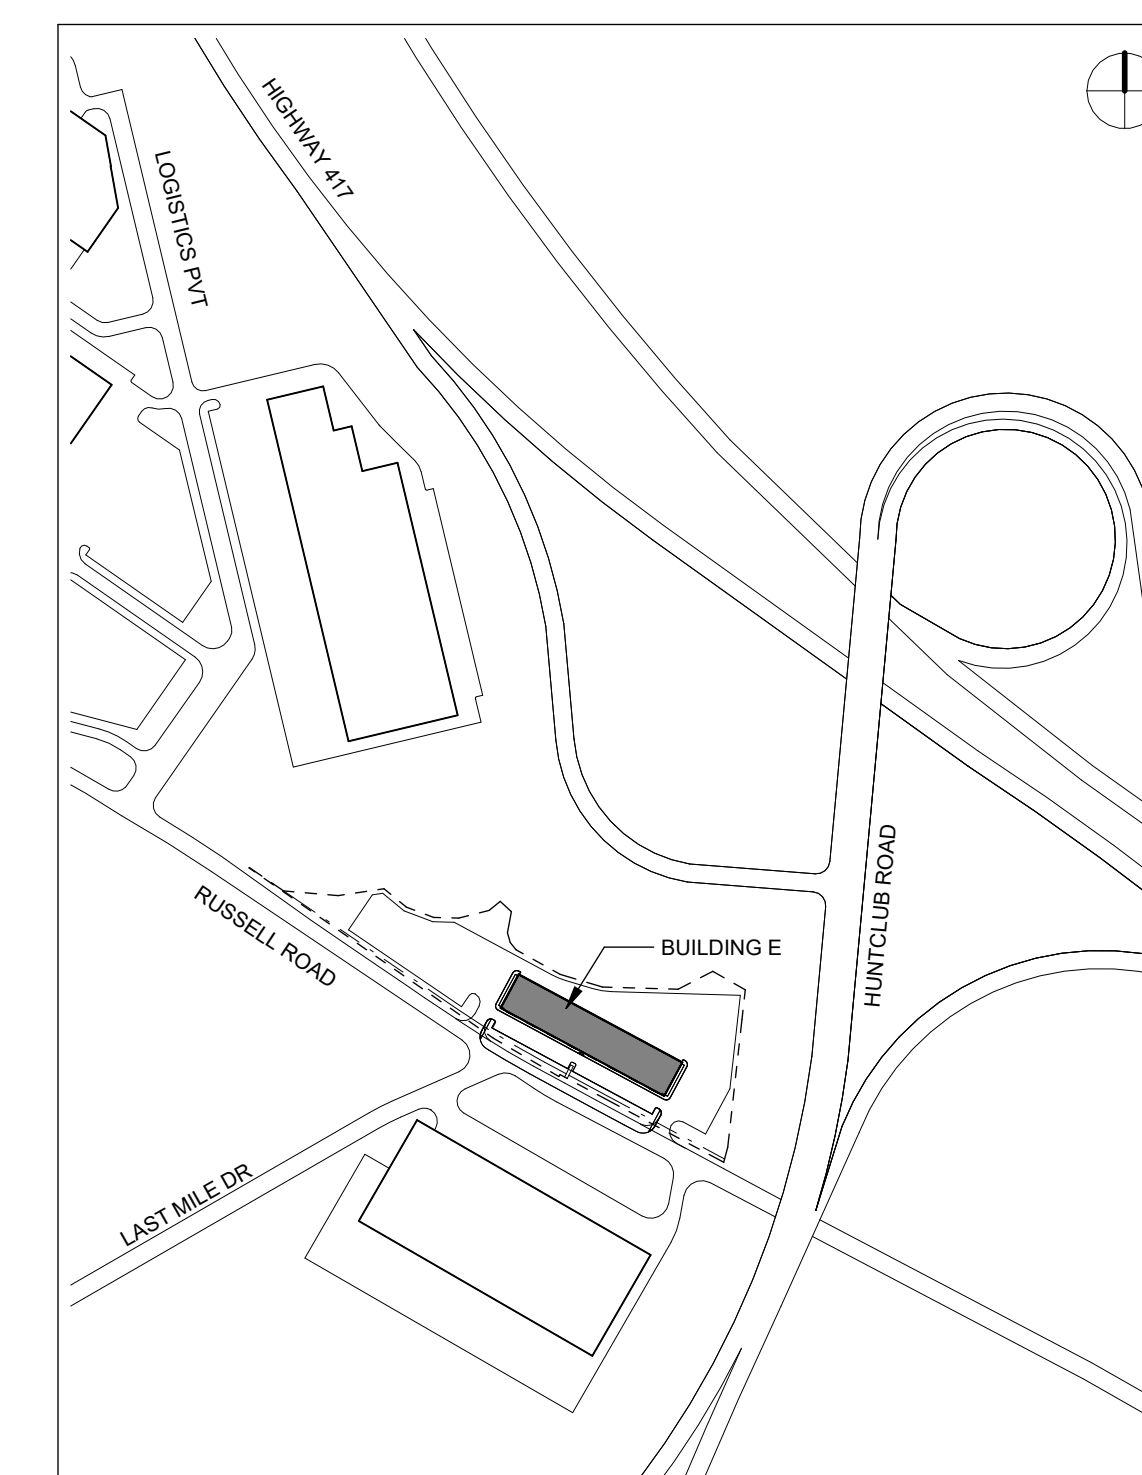 HIGHWAY 417
LOGISTICS PVT
HUNTCLUB ROAD
RUSSELL ROAD
BUILDING E
LAST MILE DR